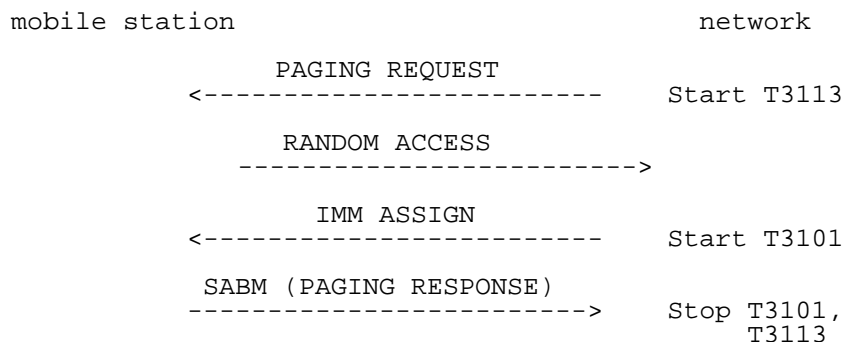 mobile station network
PAGING REQUEST
<-------------------------- Start T3113
RANDOM ACCESS
------------------------->
IMM ASSIGN
<-------------------------- Start T3101
SABM (PAGING RESPONSE)
-------------------------> Stop T3101,
T3113